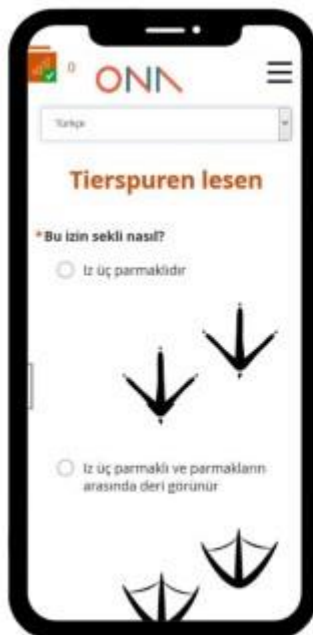 0
ONA
Türkçe
Tierspuren lesen
*Bu izin sekli nasıl?
Iz üç parmaklıdır
Iz üç parmaklı ve parmakların
arasında deri görünür